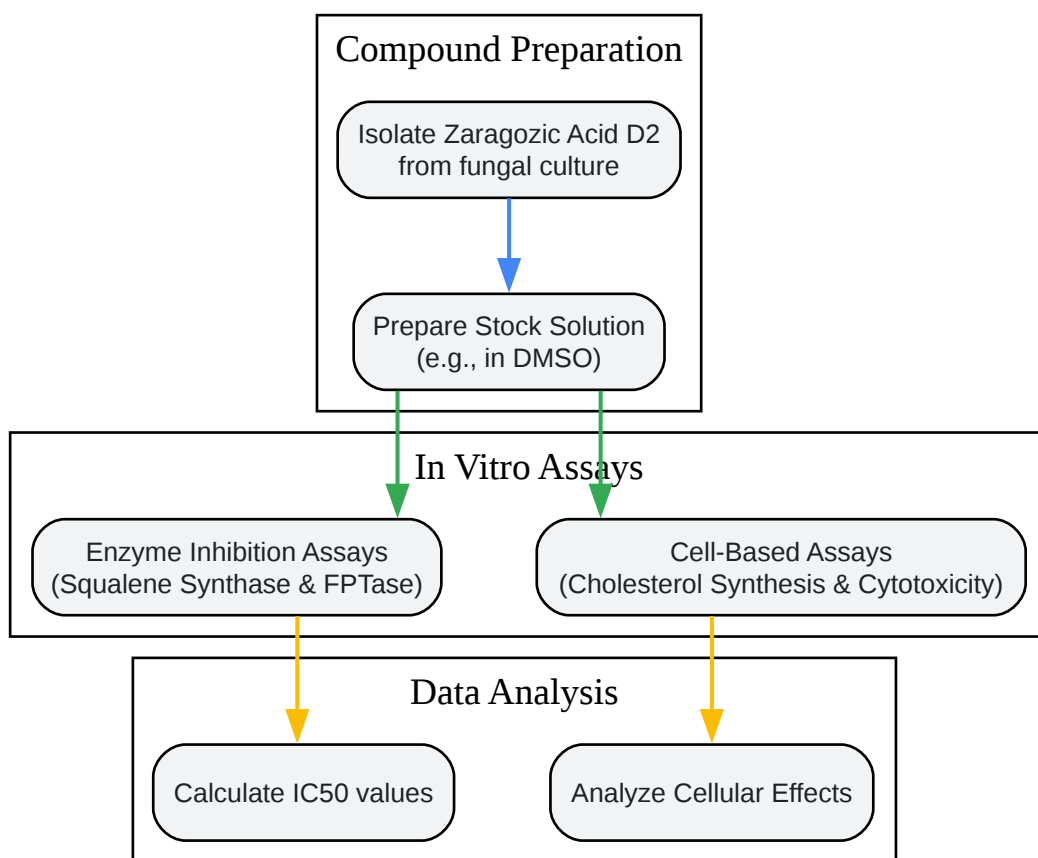 Compound Preparation
Isolate Zaragozic Acid D2
from fungal culture
Prepare Stock Solution
(e.g., in DMSO)
In Vitro Assays
Enzyme Inhibition Assays
(Squalene Synthase & FPTase)
Cell-Based Assays
(Cholesterol Synthesis & Cytotoxicity)
Data Analysis
Calculate IC50 values
Analyze Cellular Effects